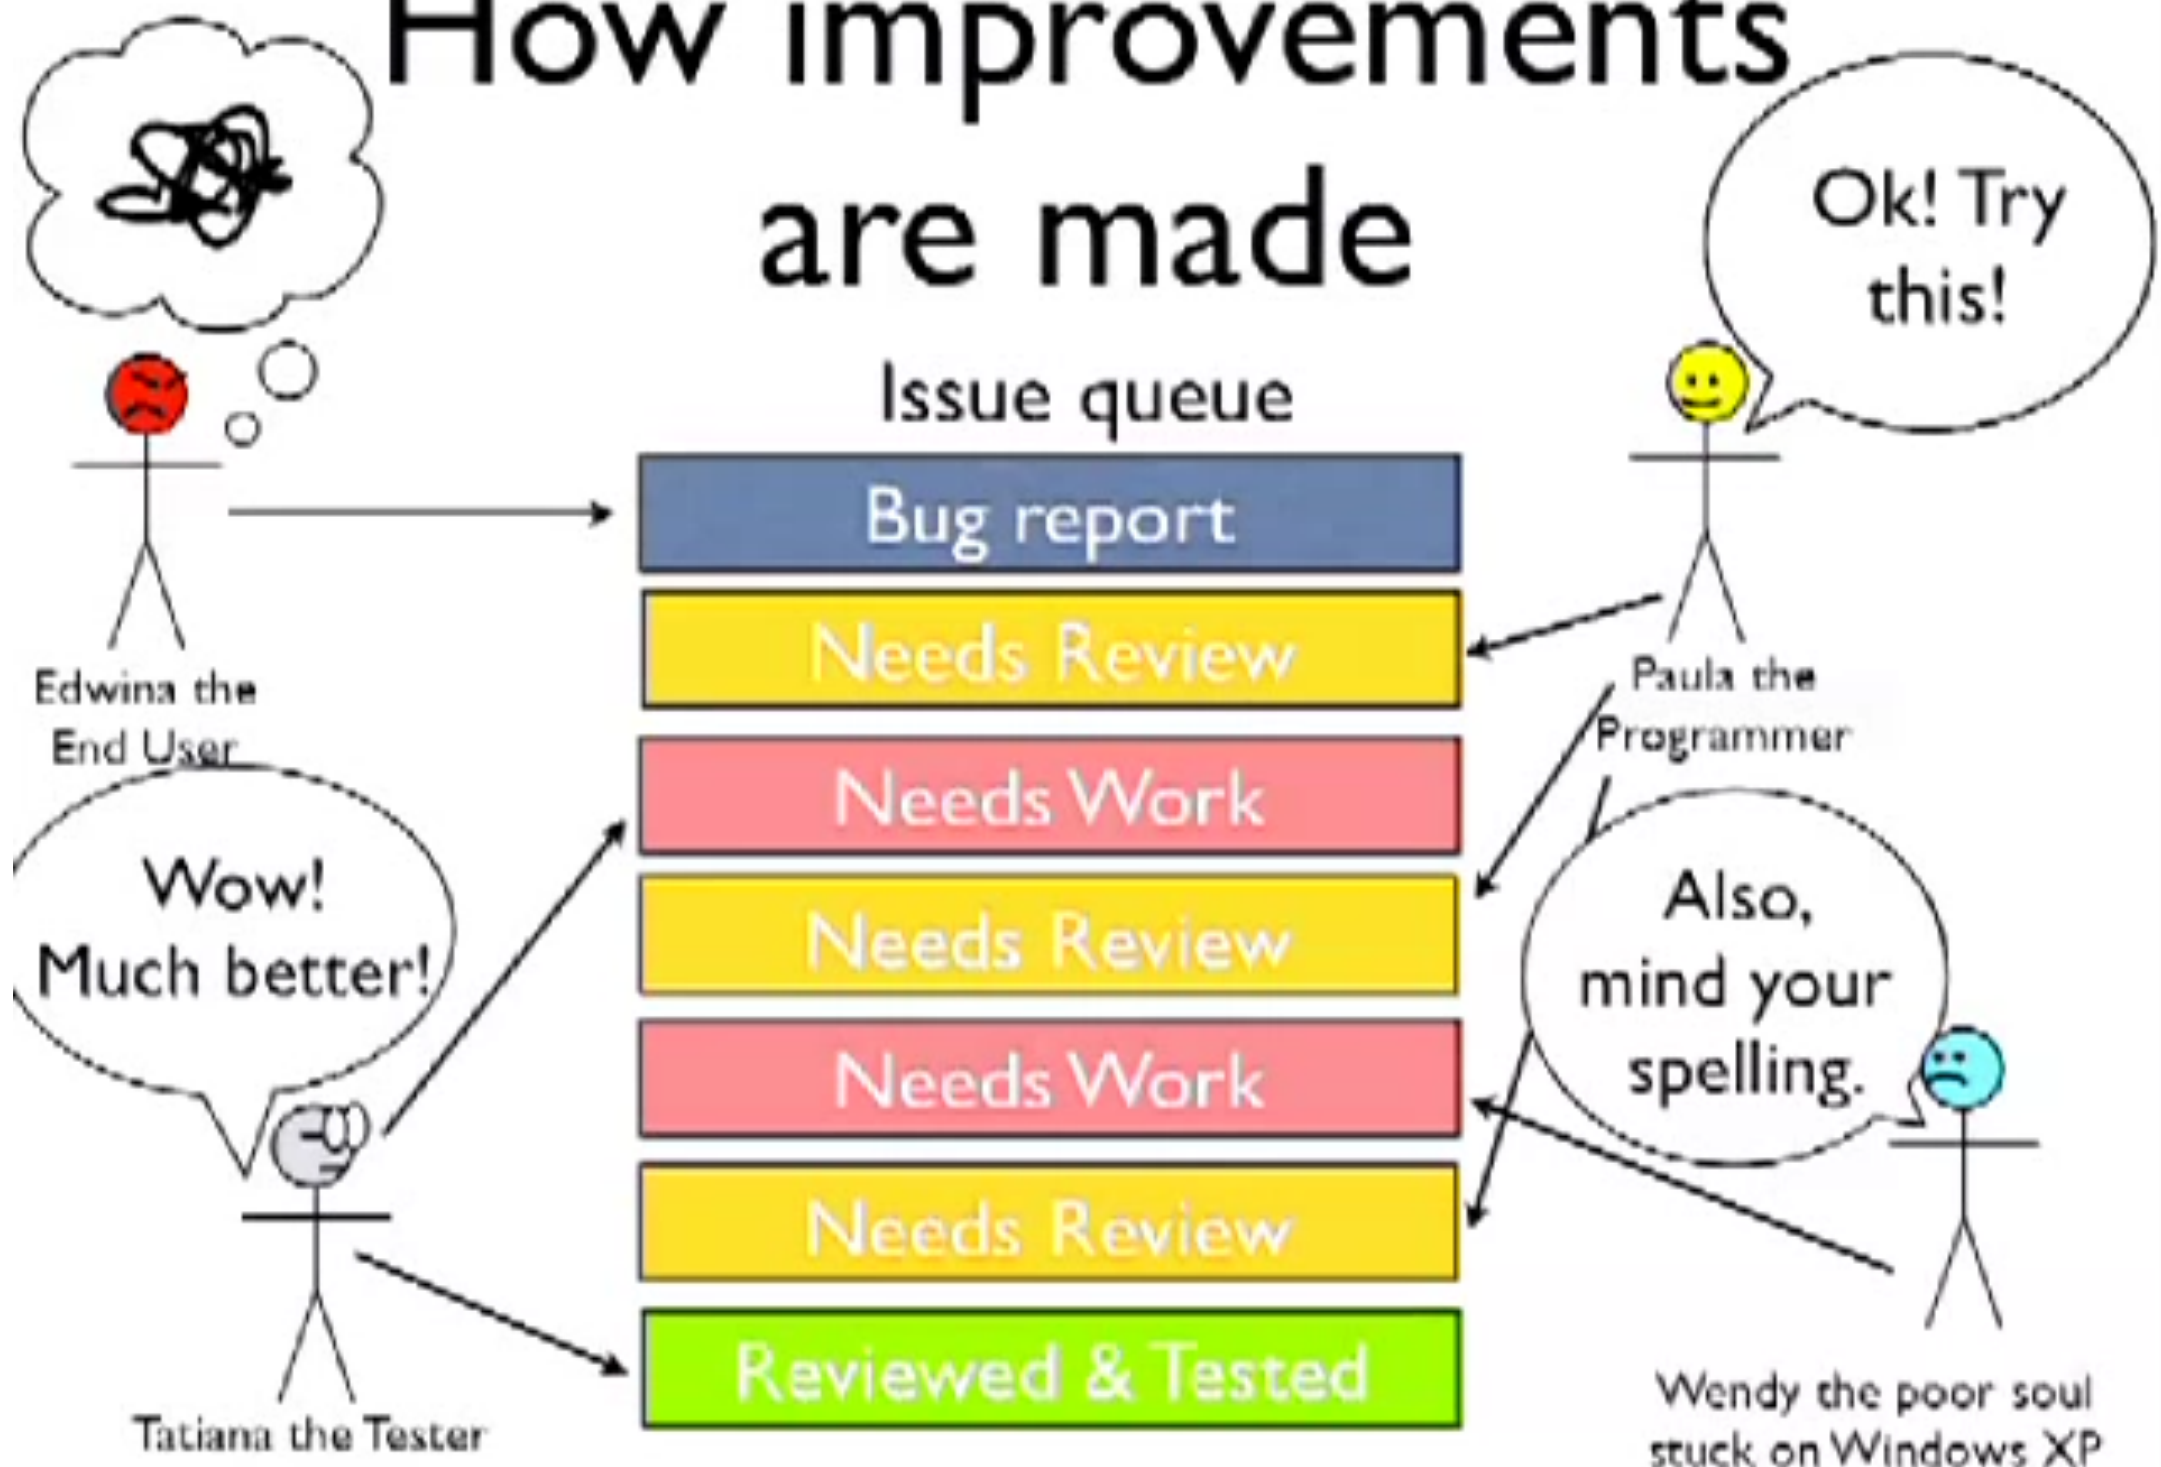 How improvements
are made
Ok! Try
this!
Issue queue
Bug report
Needs Review
Needs Work
Needs Review
Needs Work
Needs Review
Reviewed & Tested
Edwina the
End User
Paula the
Programmer
Wow!
Much better!
Also,
mind your
spelling.
Tatiana the Tester
Wendy the poor soul
stuck on Windows XP